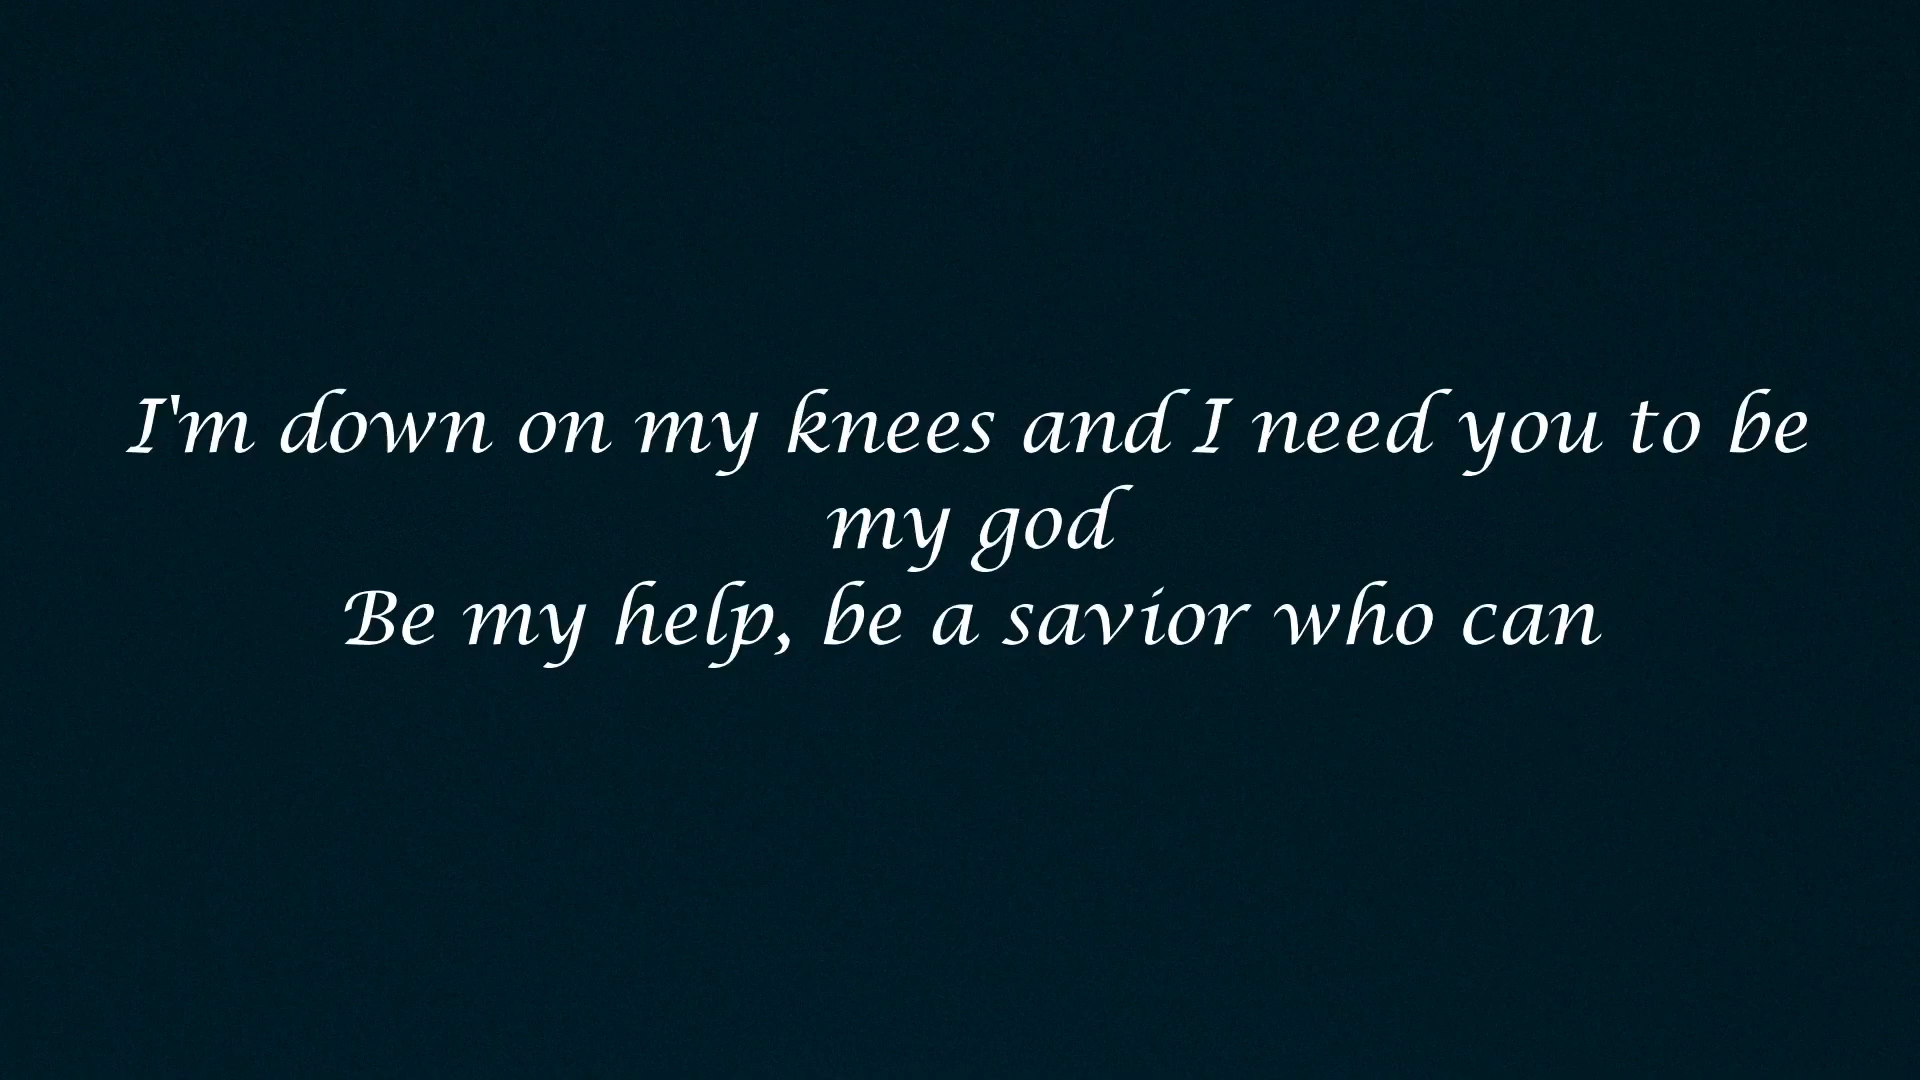 I'm down on my knees and I need you to be
my god
Be my help, be a savior who can